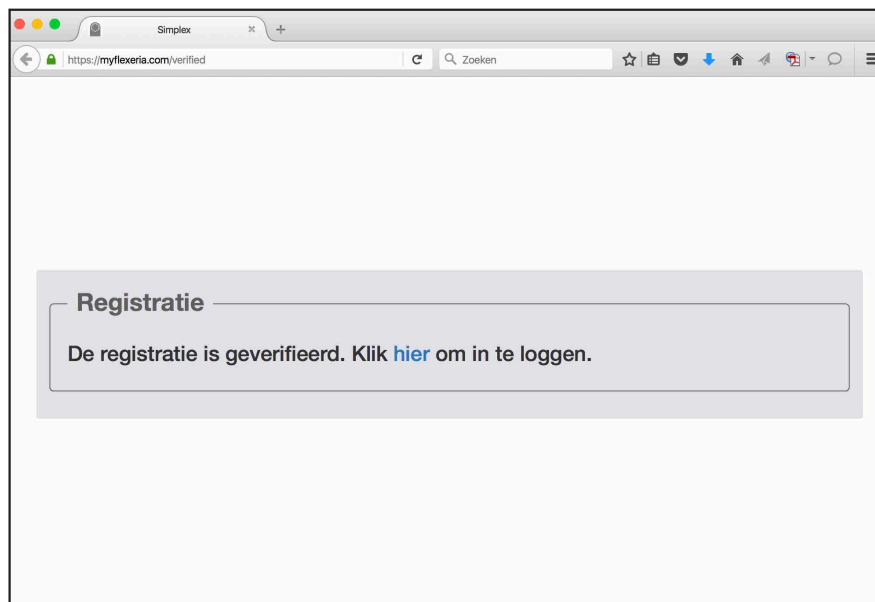 Simplex
https://myflexeria.com/verified
Zoeken
Registratie
De registratie is geverifieerd. Klik hier om in te loggen.